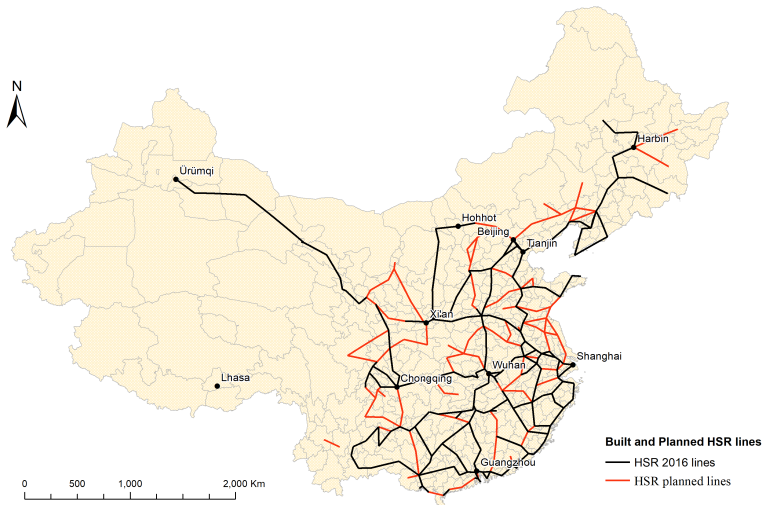 N
Harbin
Ürümqi
Hohhot
Beijing
Tianjin
Xi'an
Shanghai
Wuhan
Chongqing
Lhasa
Guangzhou
Built and Planned HSR lines
HSR 2016 lines
HSR planned lines
0 500 1,000 2,000 Km